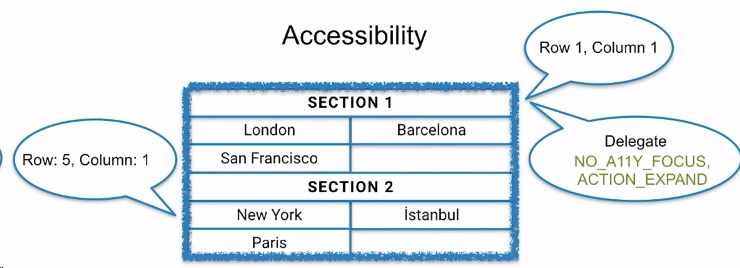 Accessibility
Row 1, Column 1
SECTION 1
London Barcelona
San Francisco
SECTION 2
New York İstanbul
Paris
Row: 5, Column: 1
Delegate
NO_A11Y_FOCUS,
ACTION_EXPAND